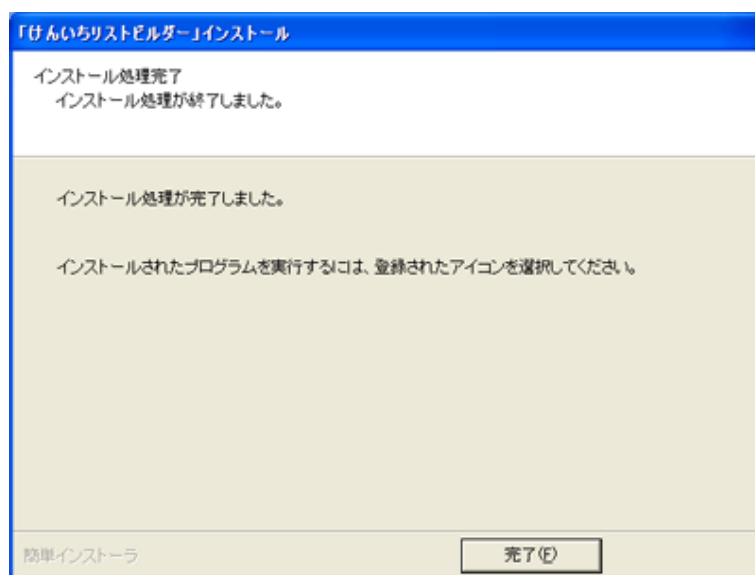 「けんいちリストビルダー」インストール
インストール処理完了
インストール処理が終了しました。
インストール処理が完了しました。
インストールされたプログラムを実行するには、登録されたアイコンを選択してください。
簡単インストーラ
完了(F)